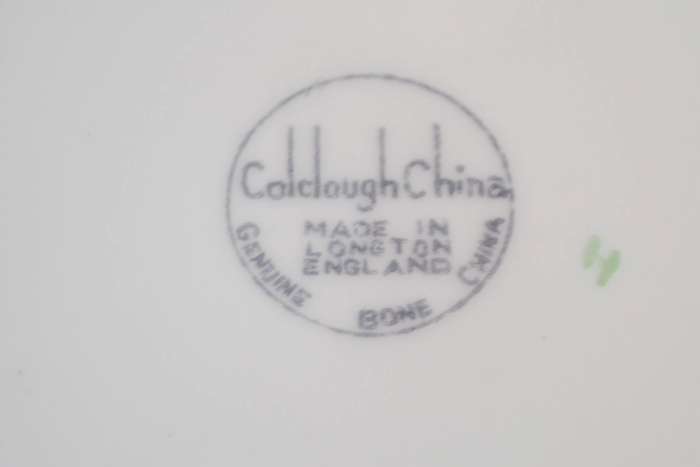 Colclough China
MADE IN
LONGTON
ENGLAND
GENUINE BONE CHINA